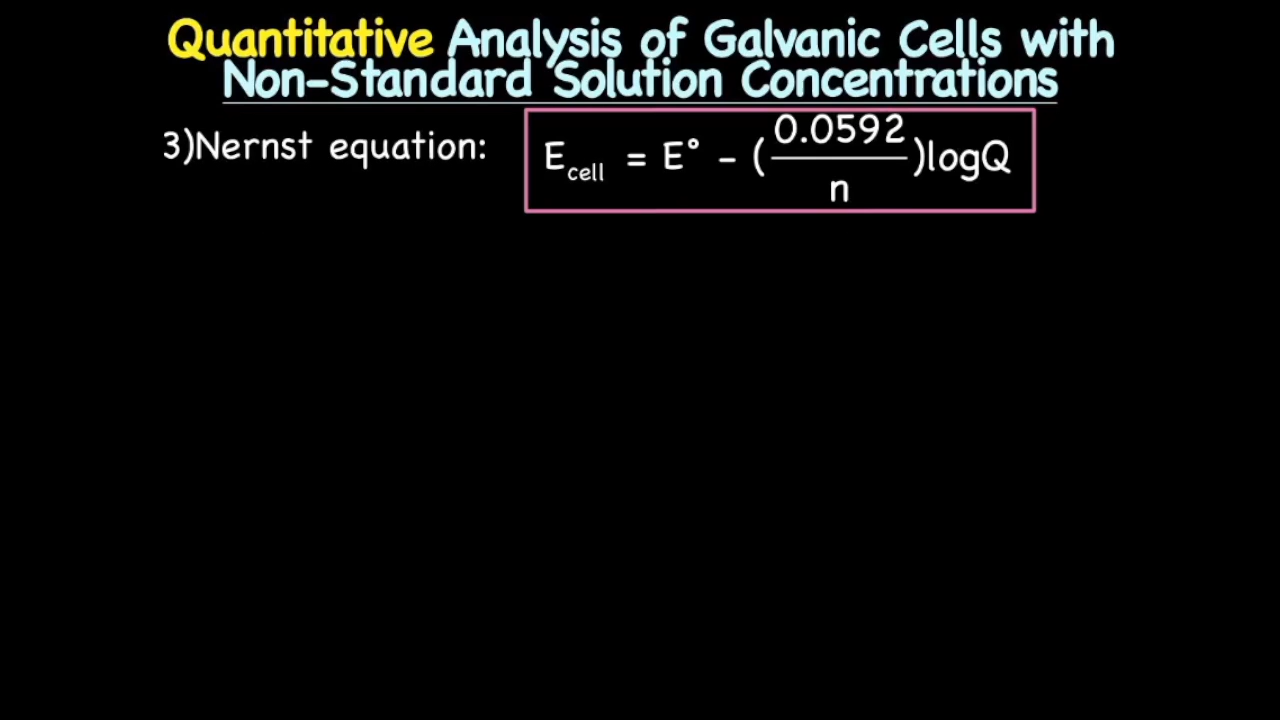 Quantitative Analysis of Galvanic Cells with
Non-Standard Solution Concentrations
3)Nernst equation:
E_cell = E° - (0.0592/n)logQ